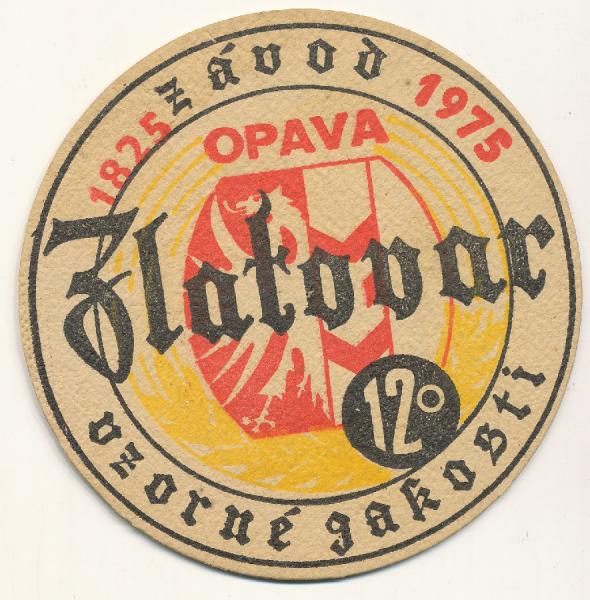 závod
1825 1975
OPAVA
Zlatovar
12°
vzorné jakosti